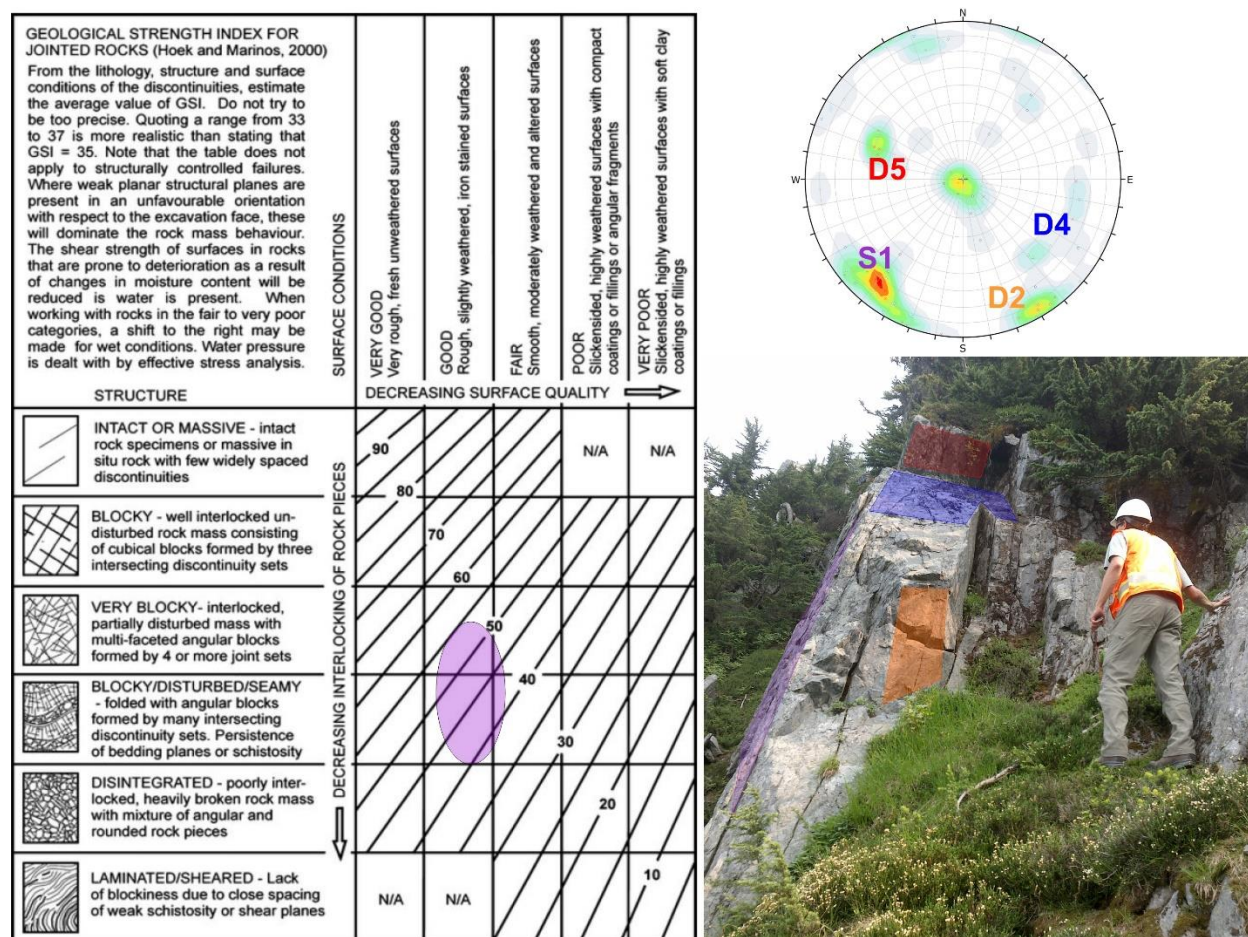 GEOLOGICAL STRENGTH INDEX FOR
JOINTED ROCKS (Hoek and Marinos, 2000)
From the lithology, structure and surface
conditions of the discontinuities, estimate
the average value of GSI. Do not try to
be too precise. Quoting a range from 33
to 37 is more realistic than stating that
GSI = 35. Note that the table does not
apply to structurally controlled failures.
Where weak planar structural planes are
present in an unfavourable orientation
with respect to the excavation face, these
will dominate the rock mass behaviour.
The shear strength of surfaces in rocks
that are prone to deterioration as a result
of changes in moisture content will be
reduced is water is present. When
working with rocks in the fair to very poor
categories, a shift to the right may be
made for wet conditions. Water pressure
is dealt with by effective stress analysis.
STRUCTURE
SURFACE CONDITIONS
VERY GOOD
Very rough, fresh unweathered surfaces
GOOD
Rough, slightly weathered, iron stained surfaces
FAIR
Smooth, moderately weathered and altered surfaces
POOR
Slickensided, highly weathered surfaces with compact
coatings or fillings or angular fragments
VERY POOR
Slickensided, highly weathered surfaces with soft clay
coatings or fillings
DECREASING SURFACE QUALITY
DECREASING INTERLOCKING OF ROCK PIECES
INTACT OR MASSIVE - intact
rock specimens or massive in
situ rock with few widely spaced
discontinuities
BLOCKY - well interlocked un-
disturbed rock mass consisting
of cubical blocks formed by three
intersecting discontinuity sets
VERY BLOCKY- interlocked,
partially disturbed mass with
multi-faceted angular blocks
formed by 4 or more joint sets
BLOCKY/DISTURBED/SEAMY
- folded with angular blocks
formed by many intersecting
discontinuity sets. Persistence
of bedding planes or schistosity
DISINTEGRATED - poorly inter-
locked, heavily broken rock mass
with mixture of angular and
rounded rock pieces
LAMINATED/SHEARED - Lack
of blockiness due to close spacing
of weak schistosity or shear planes
90
80
70
60
50
40
30
20
10
N/A
N/A
N/A
N/A
N
W
E
S
D5
D4
S1
D2